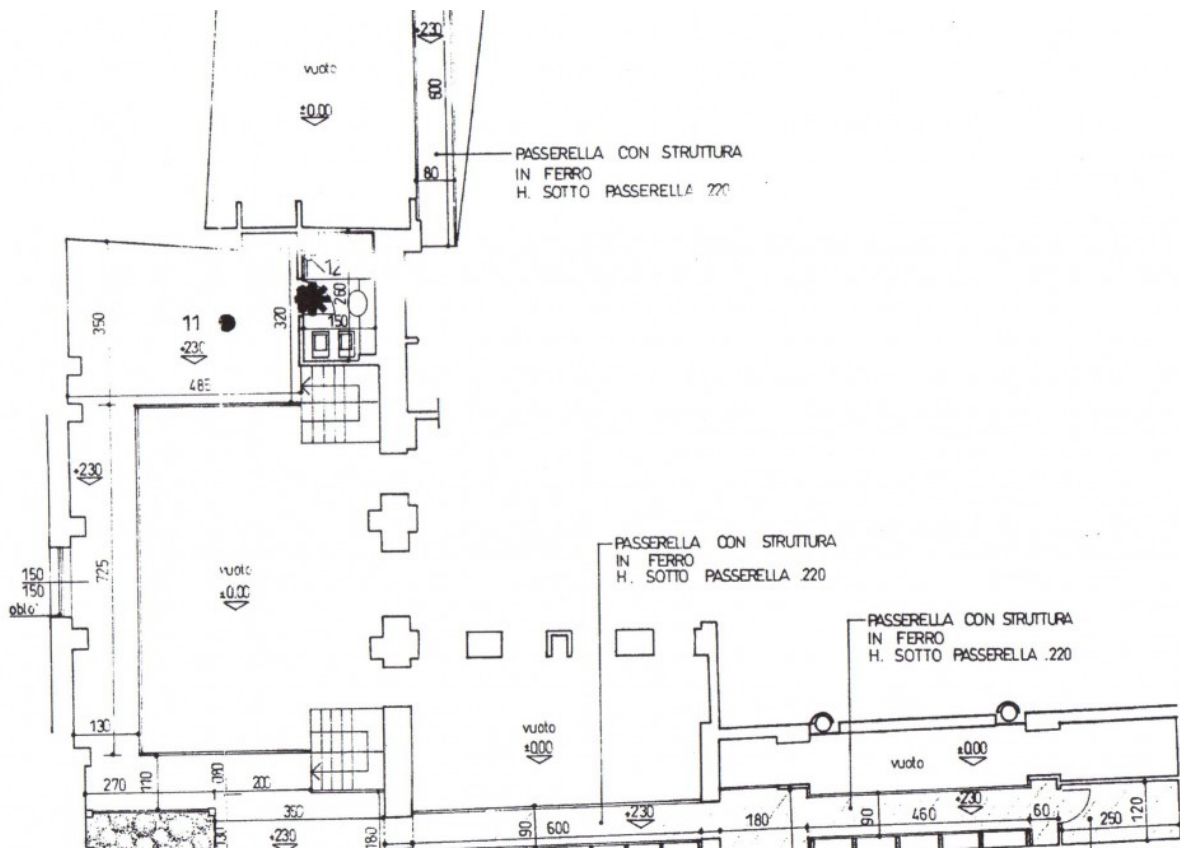 +230
vuoto
600
±0.00
PASSERELLA CON STRUTTURA
IN FERRO
H. SOTTO PASSERELLA 220
80
12
260
350
11
320
150
+230
485
+230
PASSERELLA CON STRUTTURA
IN FERRO
H. SOTTO PASSERELLA .220
150
150
oblo'
725
vuoto
±0.00
PASSERELLA CON STRUTTURA
IN FERRO
H. SOTTO PASSERELLA .220
130
vuoto
±0.00
±0.00
vuoto
270
110
080
200
350
+230
180
90
600
+230
180
90
460
+230
60
250
120